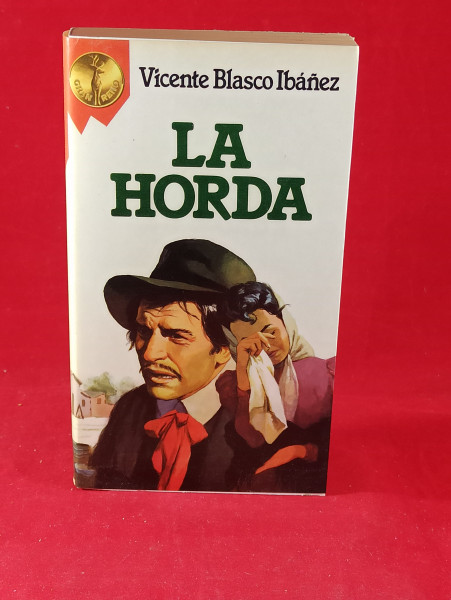 Vicente Blasco Ibáñez
LA
HORDA